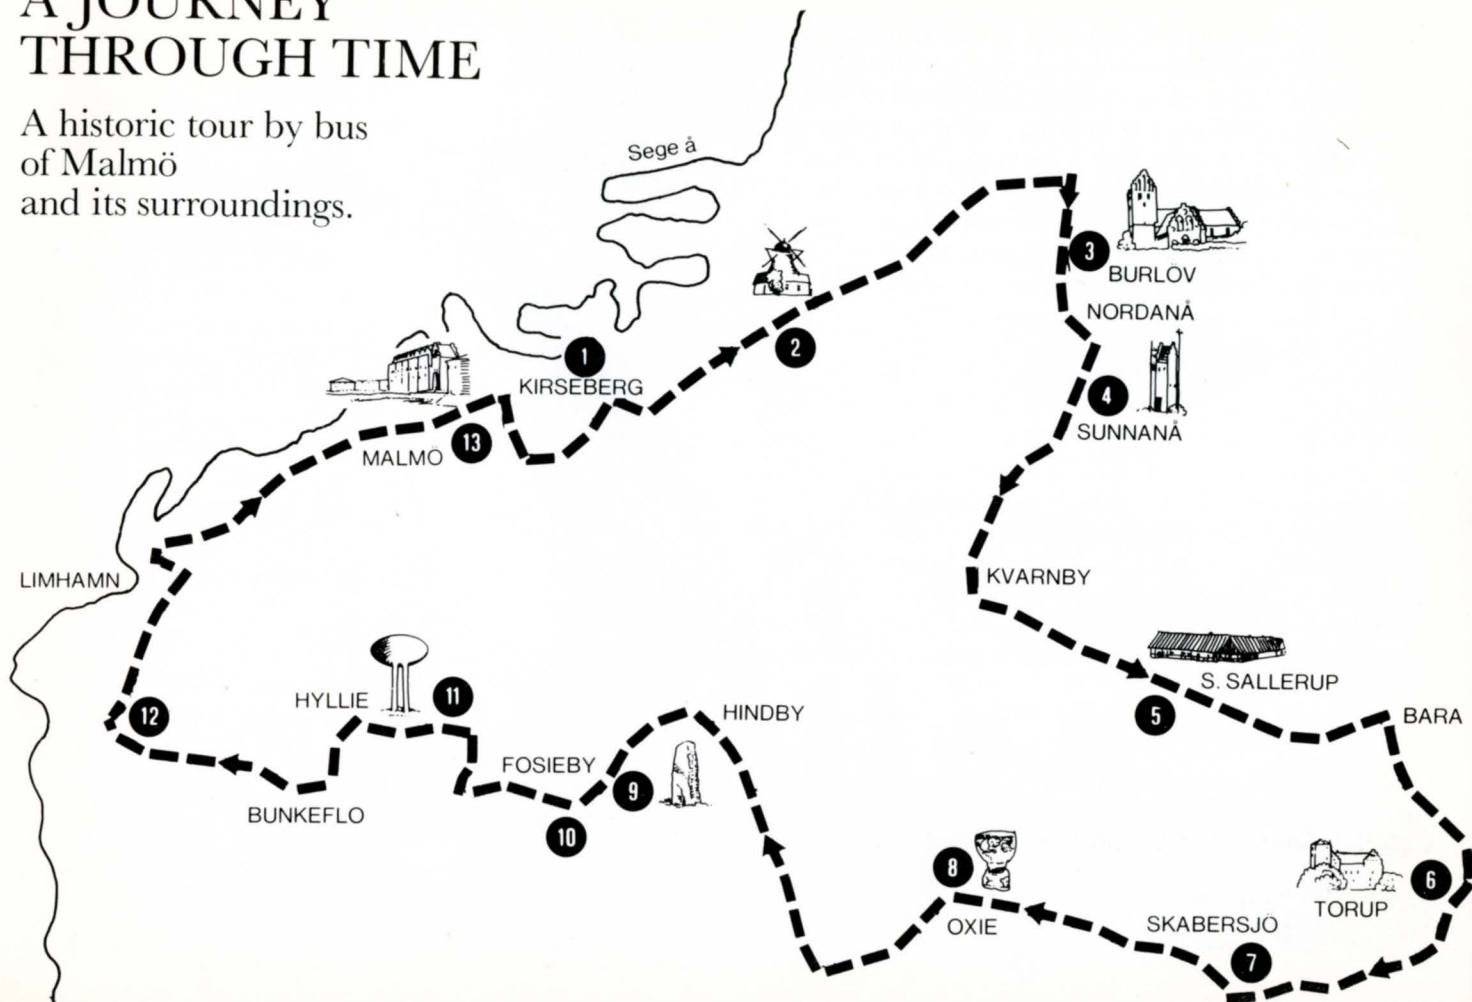 A JOURNEY
THROUGH TIME
A historic tour by bus
of Malmö
and its surroundings.
Sege å
3
BURLÖV
NORDANÅ
2
1
KIRSEBERG
4
SUNNANÅ
13
MALMÖ
LIMHAMN
KVARNBY
S. SALLERUP
5
BARA
HYLLIE
11
12
HINDBY
FOSIEBY
9
BUNKEFLO
10
8
OXIE
6
TORUP
SKABERSJÖ
7